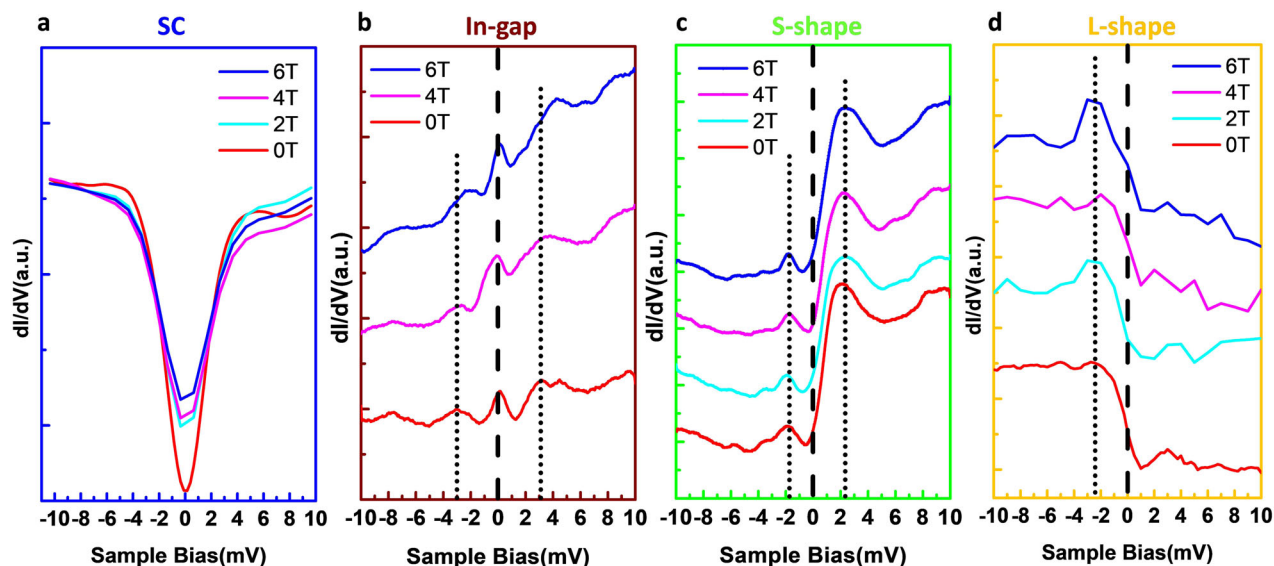 a SC
6T
4T
2T
0T
dI/dV(a.u.)
-10 -8 -6 -4 -2 0 2 4 6 8 10
Sample Bias(mV)
b In-gap
6T
4T
0T
dI/dV(a.u.)
-10 -8 -6 -4 -2 0 2 4 6 8 10
Sample Bias(mV)
c S-shape
6T
4T
2T
0T
dI/dV(a.u.)
-10 -8 -6 -4 -2 0 2 4 6 8 10
Sample Bias(mV)
d L-shape
6T
4T
2T
0T
dI/dV(a.u.)
-10 -8 -6 -4 -2 0 2 4 6 8 10
Sample Bias(mV)